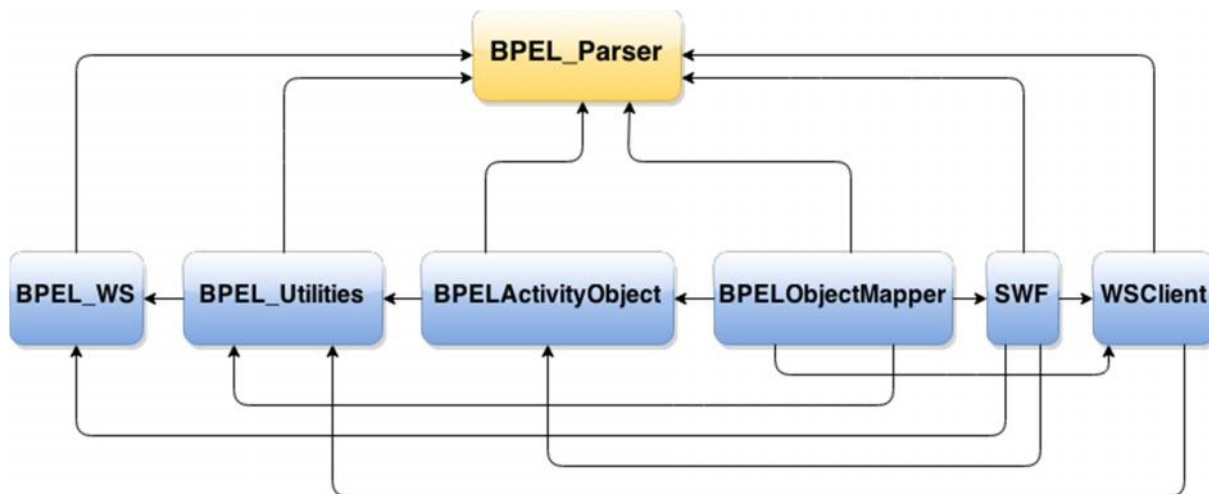 BPEL_Parser
BPEL_WS
BPEL_Utilities
BPELActivityObject
BPELObjectMapper
SWF
WSClient